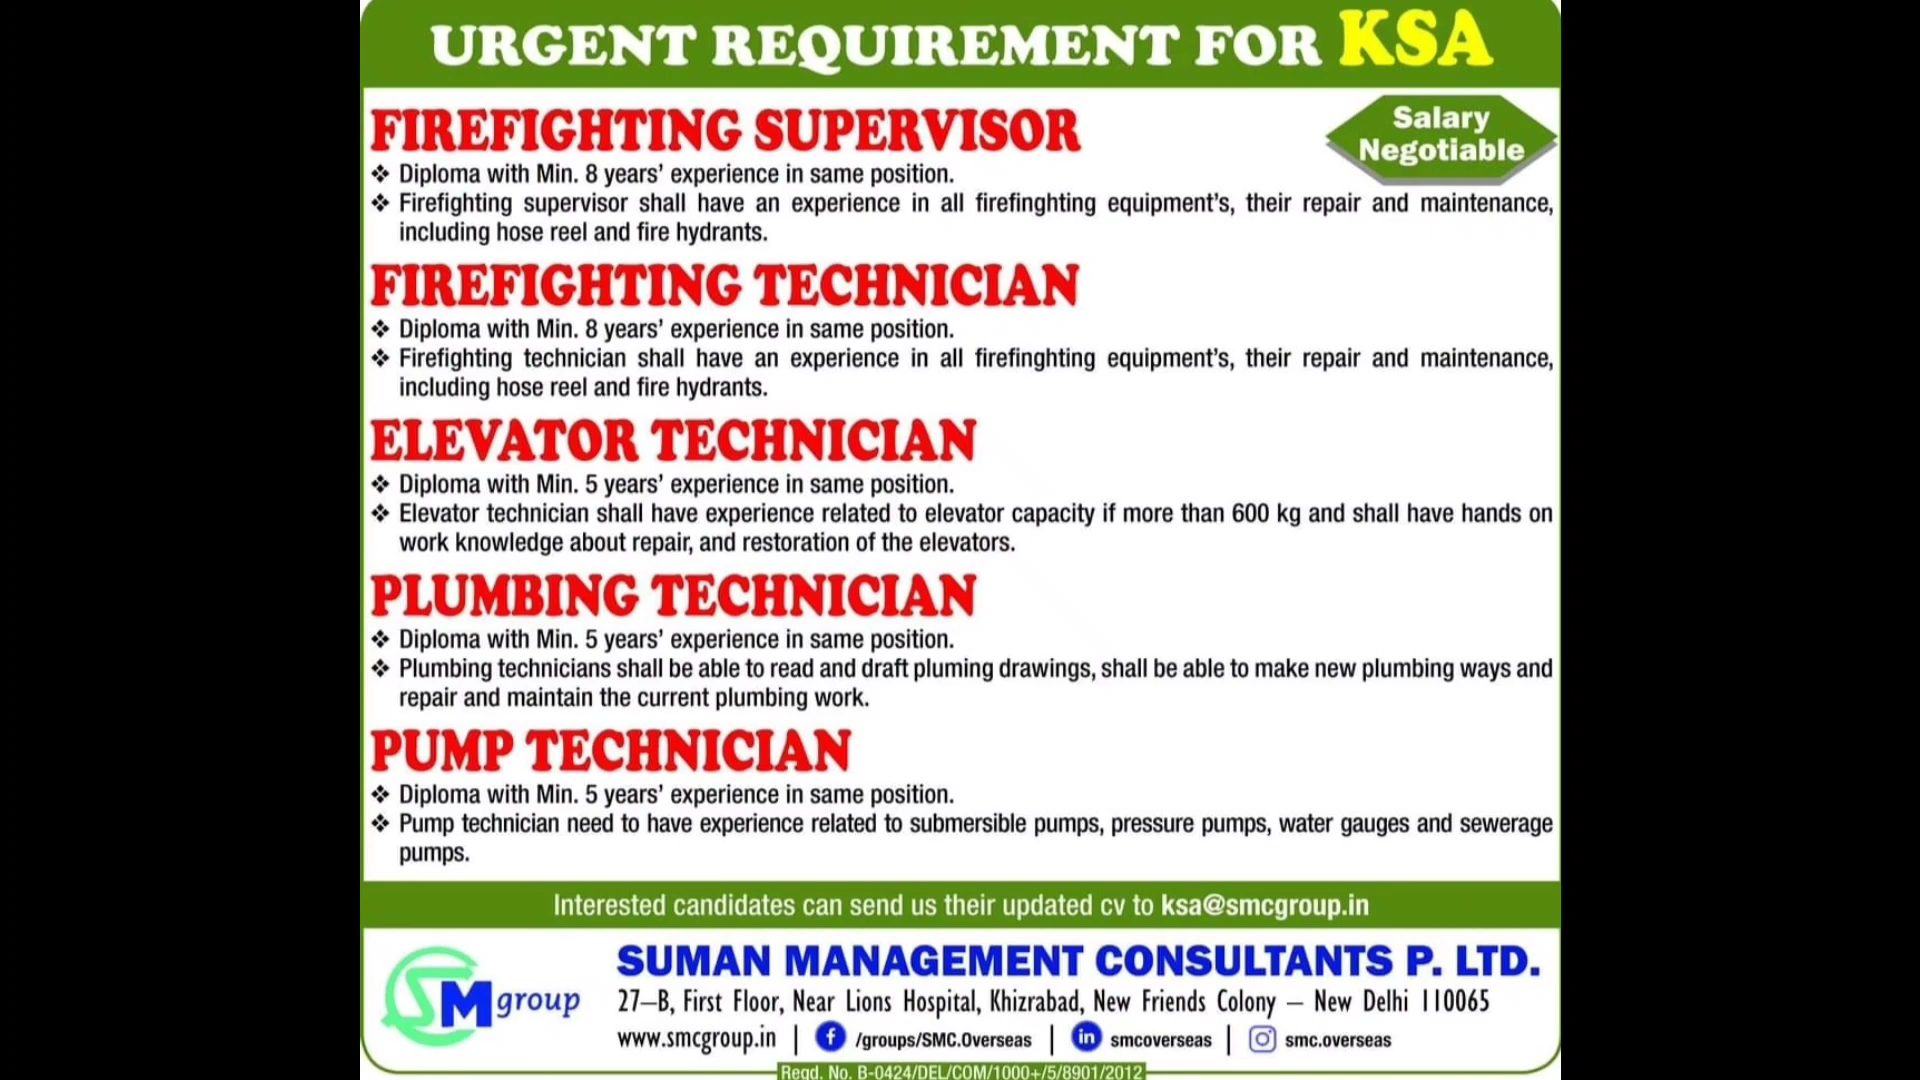 URGENT REQUIREMENT FOR KSA
Salary
Negotiable
FIREFIGHTING SUPERVISOR
❖ Diploma with Min. 8 years’ experience in same position.
❖ Firefighting supervisor shall have an experience in all firefinghting equipment’s, their repair and maintenance,
including hose reel and fire hydrants.
FIREFIGHTING TECHNICIAN
❖ Diploma with Min. 8 years’ experience in same position.
❖ Firefighting technician shall have an experience in all firefinghting equipment’s, their repair and maintenance,
including hose reel and fire hydrants.
ELEVATOR TECHNICIAN
❖ Diploma with Min. 5 years’ experience in same position.
❖ Elevator technician shall have experience related to elevator capacity if more than 600 kg and shall have hands on
work knowledge about repair, and restoration of the elevators.
PLUMBING TECHNICIAN
❖ Diploma with Min. 5 years’ experience in same position.
❖ Plumbing technicians shall be able to read and draft pluming drawings, shall be able to make new plumbing ways and
repair and maintain the current plumbing work.
PUMP TECHNICIAN
❖ Diploma with Min. 5 years’ experience in same position.
❖ Pump technician need to have experience related to submersible pumps, pressure pumps, water gauges and sewerage
pumps.
Interested candidates can send us their updated cv to ksa@smcgroup.in
SM group
SUMAN MANAGEMENT CONSULTANTS P. LTD.
27–B, First Floor, Near Lions Hospital, Khizrabad, New Friends Colony – New Delhi 110065
www.smcgroup.in | f /groups/SMC.Overseas | in smcoverseas | smc.overseas
Regd. No. B-0424/DEL/COM/1000+/5/8901/2012